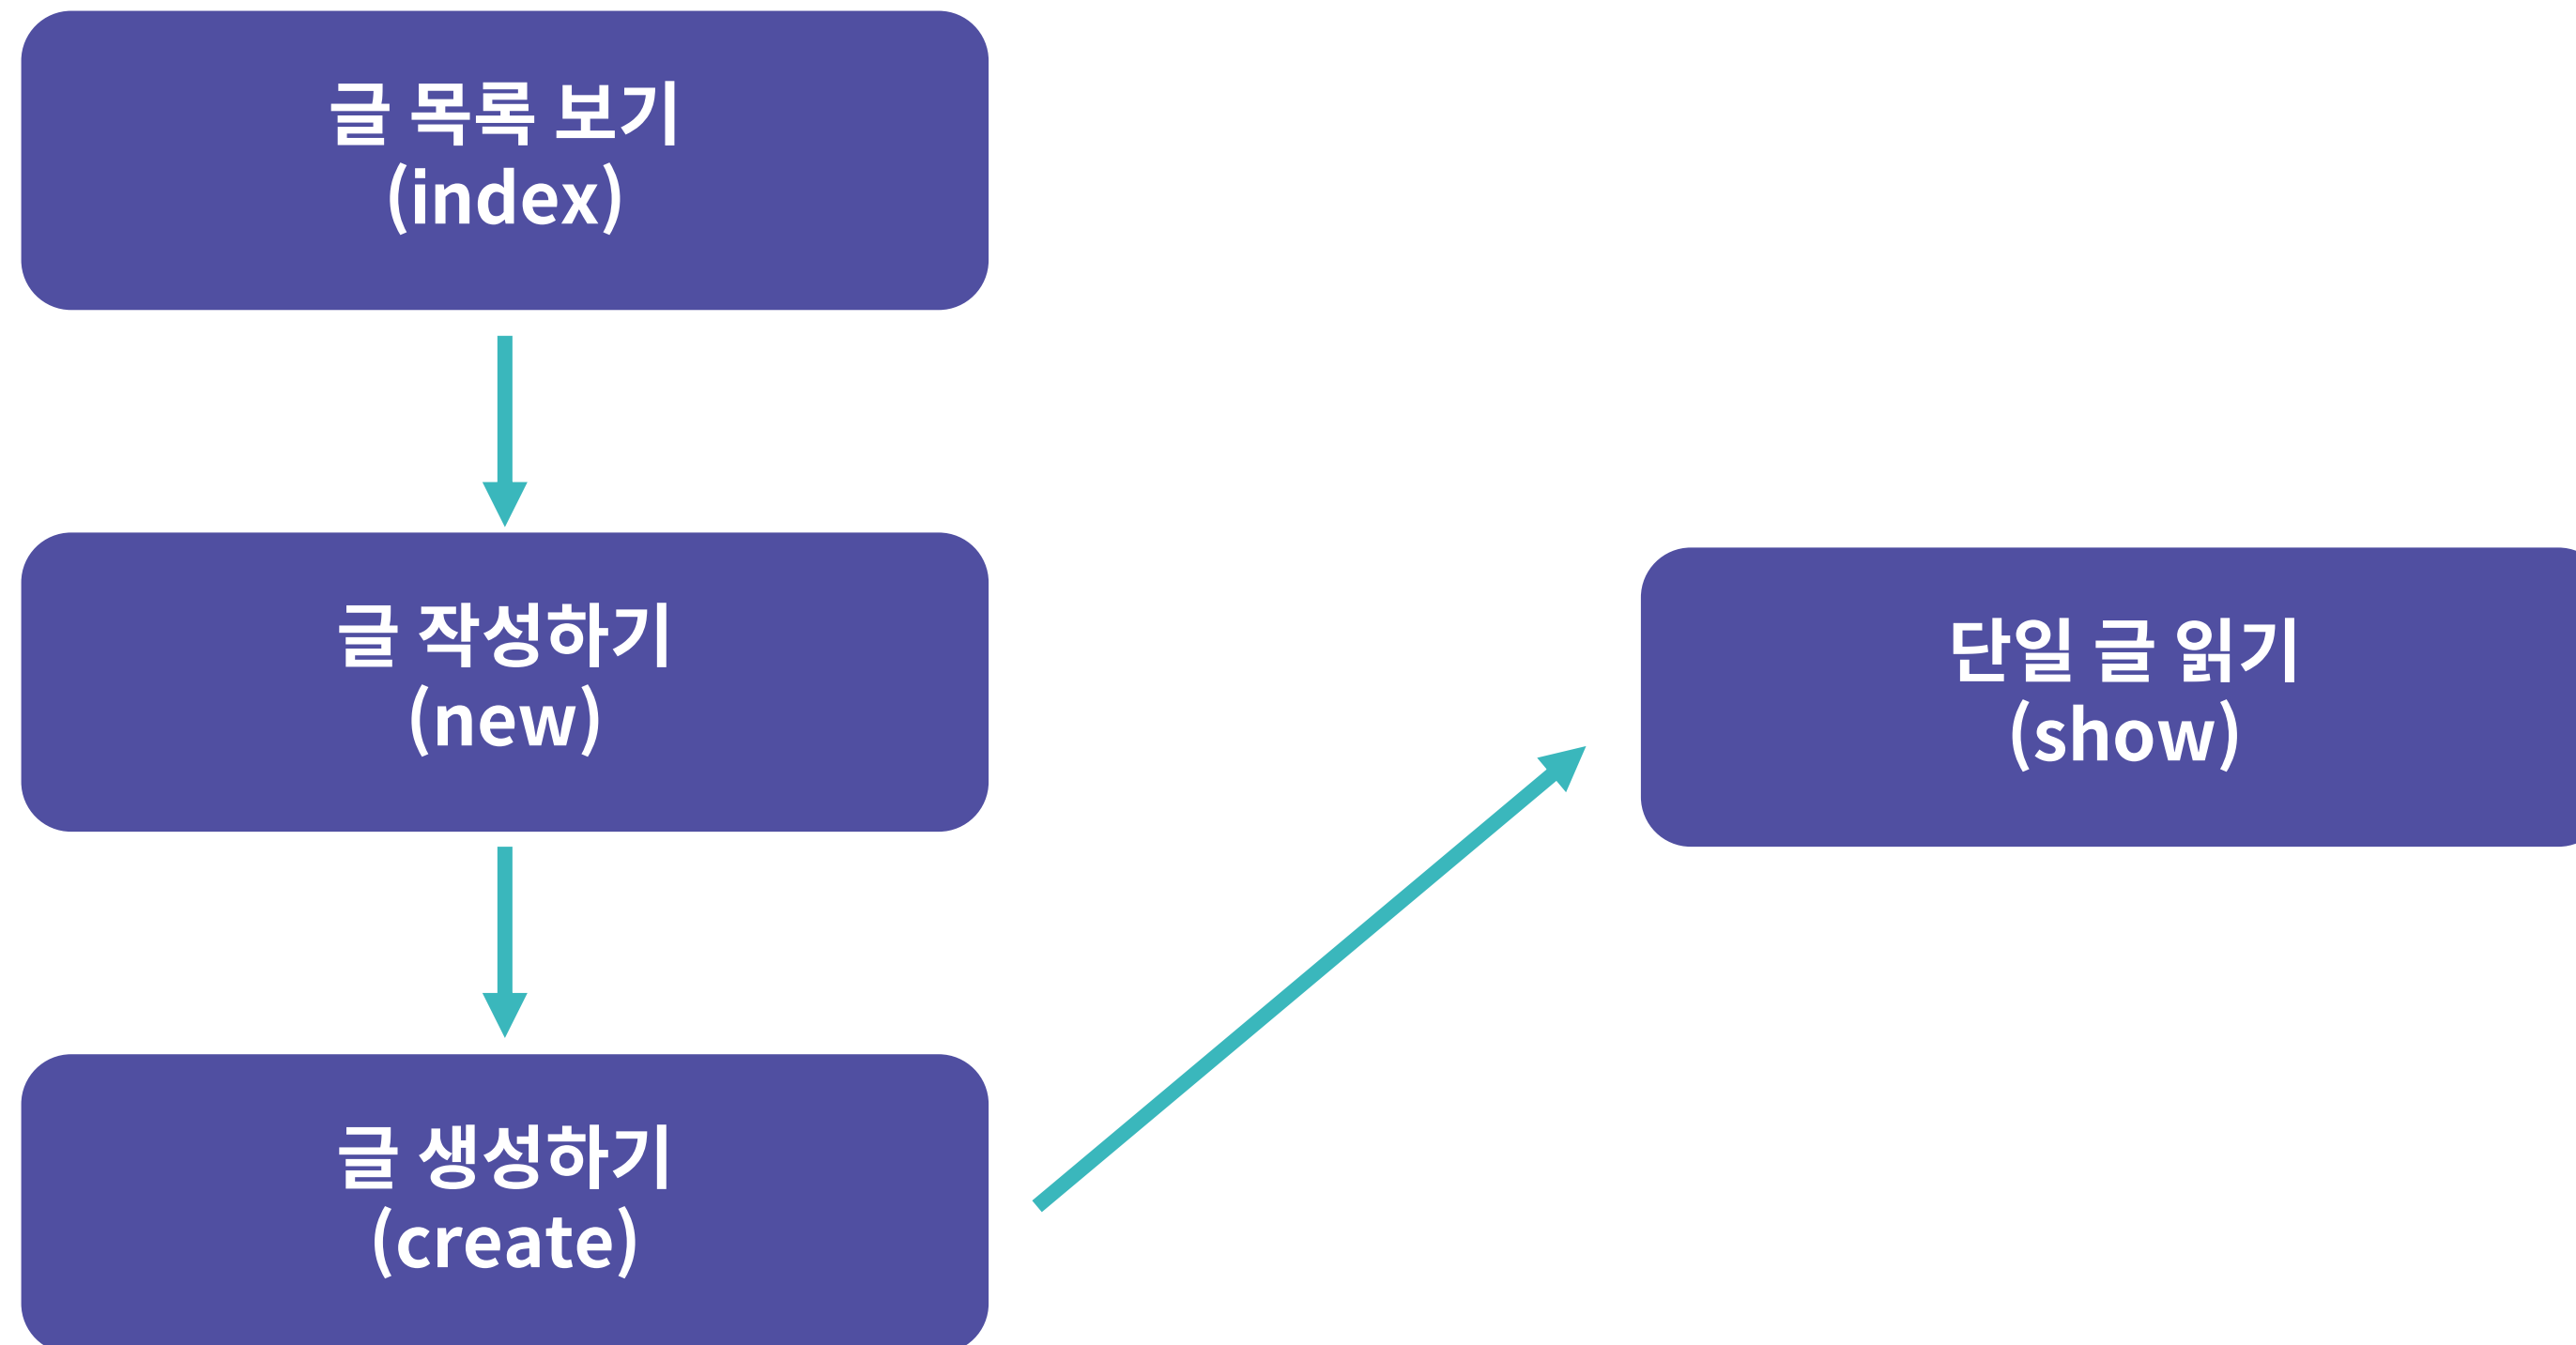 글 목록 보기
(index)
글 작성하기
(new)
단일 글 읽기
(show)
글 생성하기
(create)